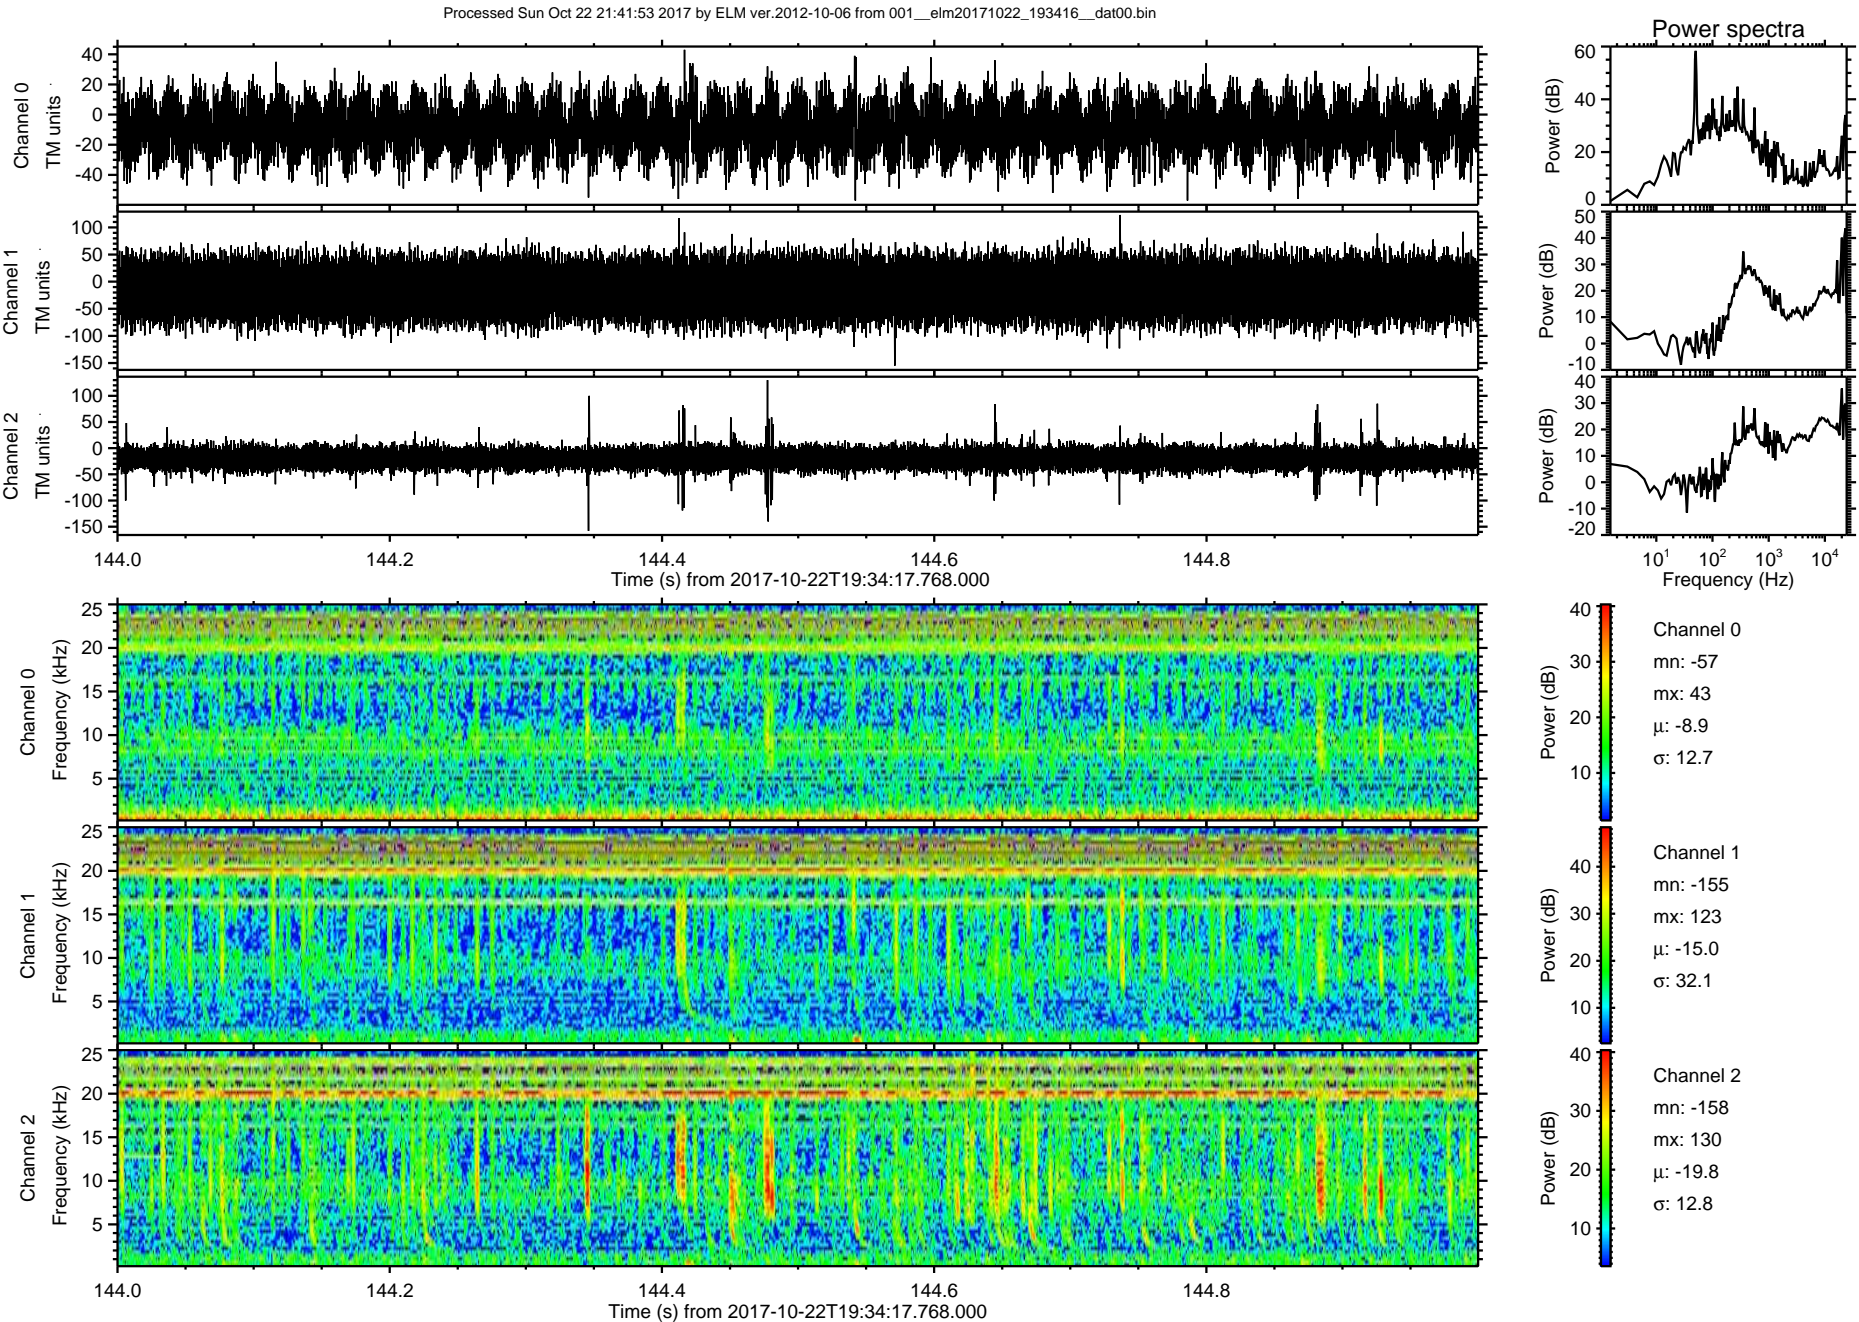 Processed Sun Oct 22 21:41:53 2017 by ELM ver.2012-10-06 from 001__elm20171022_193416__dat00.bin
Power spectra
Channel 0
TM units
40
20
0
-20
-40
Power (dB)
60
40
20
0
Channel 1
TM units
100
50
0
-50
-100
-150
Power (dB)
50
40
30
20
10
0
-10
Channel 2
TM units
100
50
0
-50
-100
-150
Power (dB)
40
30
20
10
0
-10
-20
144.0 144.2 144.4 144.6 144.8
Time (s) from 2017-10-22T19:34:17.768.000
10^1 10^2 10^3 10^4
Frequency (Hz)
Channel 0
Frequency (kHz)
25
20
15
10
5
Power (dB)
40
30
20
10
Channel 0
mn: -57
mx: 43
μ: -8.9
σ: 12.7
Channel 1
Frequency (kHz)
25
20
15
10
5
Power (dB)
40
30
20
10
Channel 1
mn: -155
mx: 123
μ: -15.0
σ: 32.1
Channel 2
Frequency (kHz)
25
20
15
10
5
Power (dB)
40
30
20
10
Channel 2
mn: -158
mx: 130
μ: -19.8
σ: 12.8
144.0 144.2 144.4 144.6 144.8
Time (s) from 2017-10-22T19:34:17.768.000